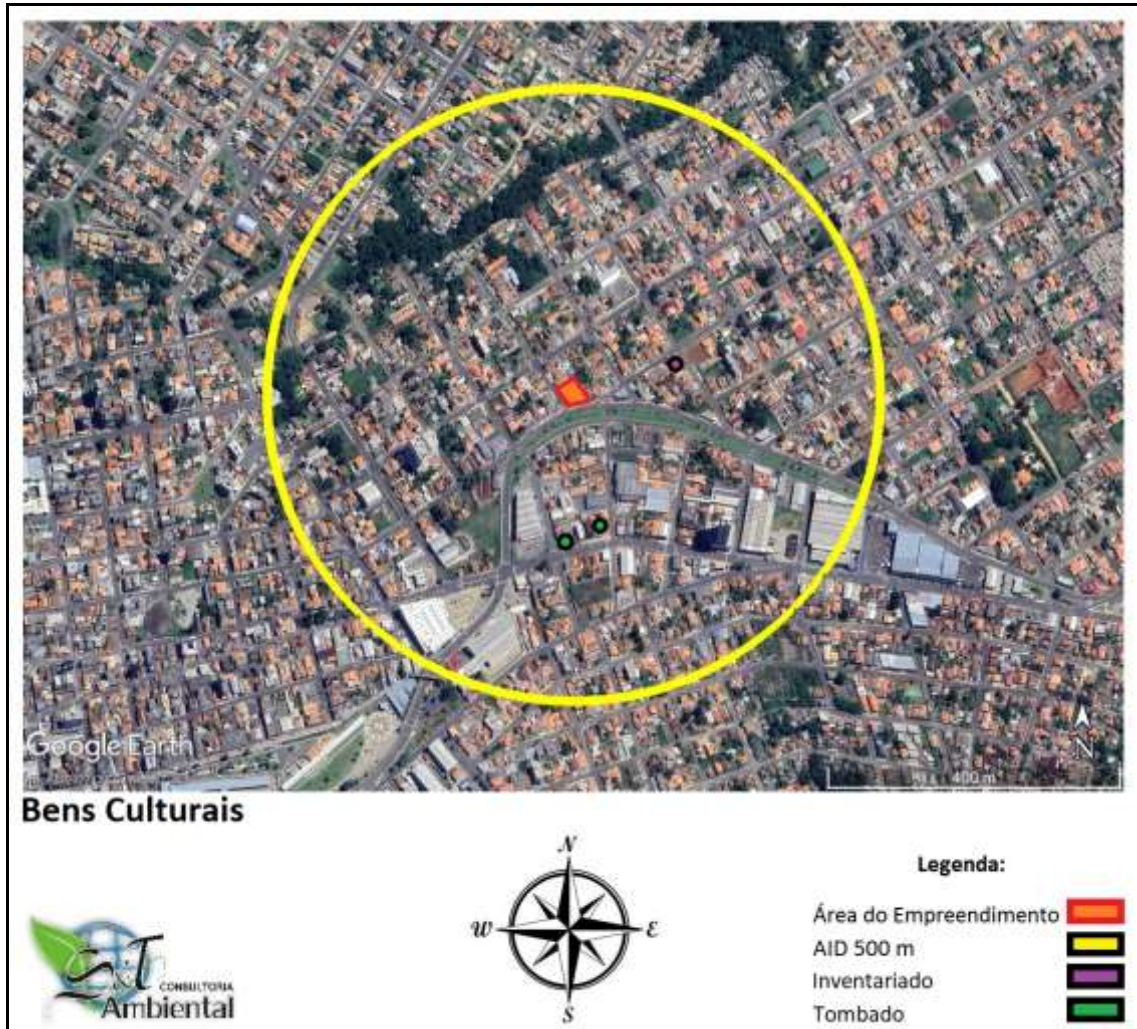 Google Earth
400 m
N
Bens Culturais
N
W
E
S
S&T
CONSULTORIA
Ambiental
Legenda:
Área do Empreendimento
AID 500 m
Inventariado
Tombado